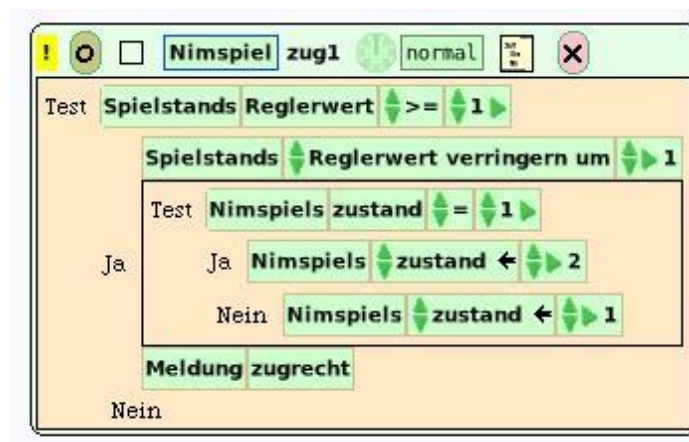 ! O Nimspiel zug1 normal
Test Spielstands Reglerwert >= 1
Spielstands Reglerwert verringern um 1
Test Nimspiels zustand = 1
Ja
Ja Nimspiels zustand ← 2
Nein Nimspiels zustand ← 1
Meldung zugrecht
Nein